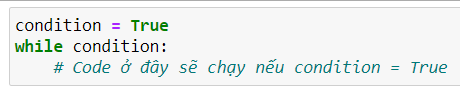 condition = True
while condition:
    # Code ở đây sẽ chạy nếu condition = True